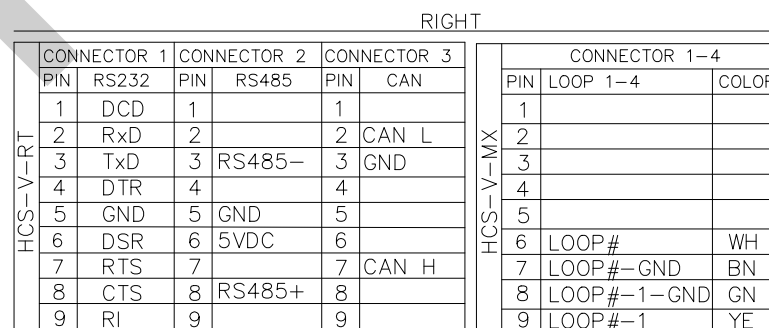 RIGHT
HCS-V-RT
CONNECTOR 1 CONNECTOR 2 CONNECTOR 3
PIN RS232 PIN RS485 PIN CAN
1 DCD 1 1
2 RxD 2 2 CAN L
3 TxD 3 RS485- 3 GND
4 DTR 4 4
5 GND 5 GND 5
6 DSR 6 5VDC 6
7 RTS 7 7 CAN H
8 CTS 8 RS485+ 8
9 RI 9 9
HCS-V-MX
CONNECTOR 1-4
PIN LOOP 1-4 COLOR
1
2
3
4
5
6 LOOP# WH
7 LOOP#-GND BN
8 LOOP#-1-GND GN
9 LOOP#-1 YE